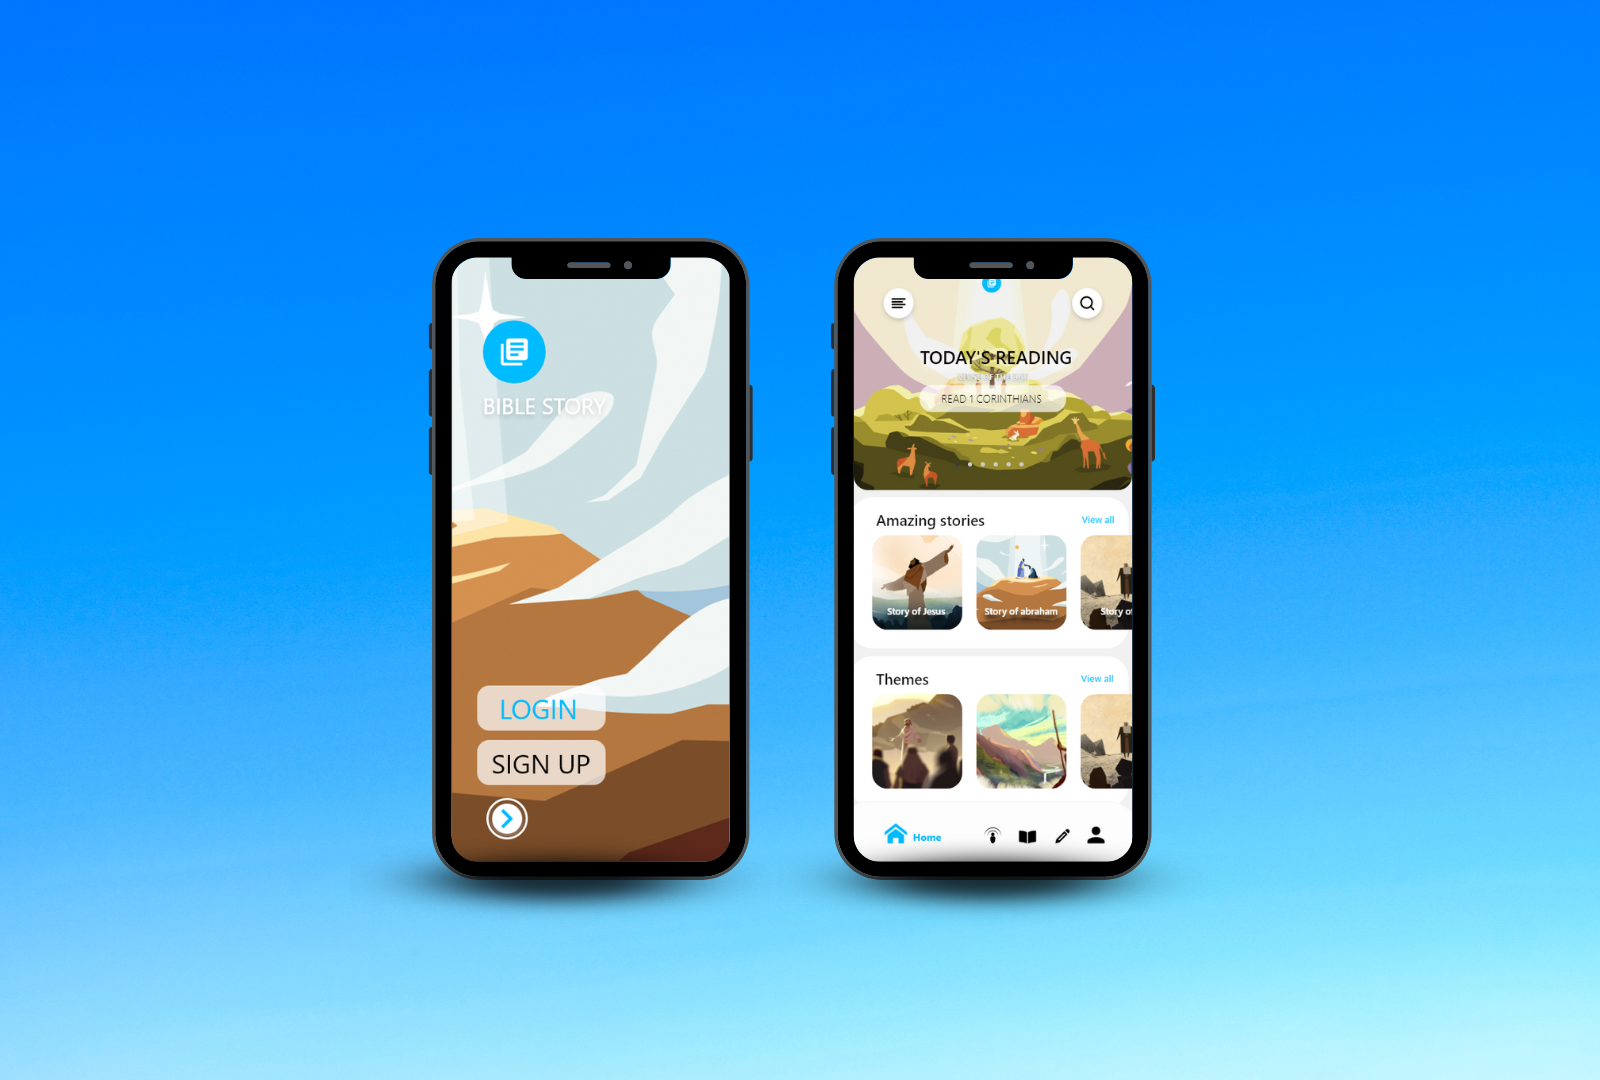 BIBLE STORY
LOGIN
SIGN UP
TODAY'S READING
READ 1 CORINTHIANS
Amazing stories
View all
Story of Jesus
Story of abraham
Story of
Themes
View all
Home